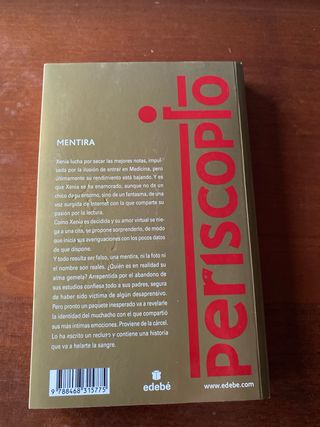 MENTIRA
Xenia lucha por sacar las mejores notas, impul-
sada por la ilusión de entrar en Medicina, pero
últimamente su rendimiento está bajando. Y es
que Xenia se ha enamorado, aunque no de un
chico de su entorno, sino de un fantasma, de una
voz surgida de Internet con la que comparte su
pasión por la lectura.
Como Xenia es decidida y su amor virtual se nie-
ga a una cita, se propone sorprenderlo, de modo
que inicia sus averiguaciones con los pocos datos
de que dispone.
Y todo resulta ser falso, una mentira, ni la foto ni
el nombre son reales. ¿Quién es en realidad su
alma gemela? Arrepentida por el abandono de
sus estudios confiesa todo a sus padres, segura
de haber sido víctima de algún desaprensivo.
Pero pronto un paquete inesperado va a revelarle
la identidad del muchacho con el que compartió
sus más íntimas emociones. Proviene de la cárcel.
Lo ha escrito un recluso y contiene una historia
que va a helarte la sangre.
periscopio
9 788468 315775
edebé
www.edebe.com